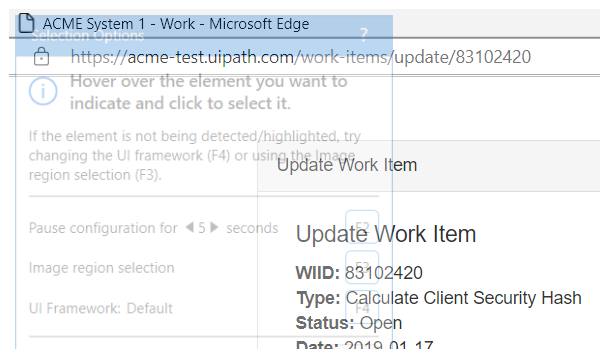 ACME System 1 - Work - Microsoft Edge
Selection Options ?
https://acme-test.uipath.com/work-items/update/83102420
Hover over the element you want to
indicate and click to select it.
If the element is not being detected/highlighted, try
changing the UI framework (F4) or using the Image
region selection (F3).
Update Work Item
Pause configuration for 5 seconds F2
Update Work Item
Image region selection F3
WIID: 83102420
Type: Calculate Client Security Hash
UI Framework: Default F4
Status: Open
Date: 2019-01-17